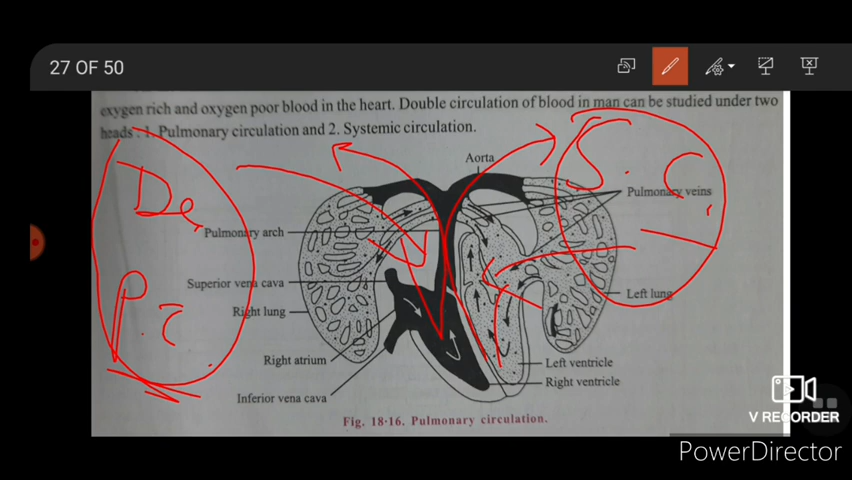 27 OF 50
oxygen rich and oxygen poor blood in the heart. Double circulation of blood in man can be studied under two
heads : 1. Pulmonary circulation and 2. Systemic circulation.
Aorta
S. C.
De
Pulmonary veins
Pulmonary arch
Superior vena cava
P. C
Left lung
Right lung
Right atrium
Left ventricle
Right ventricle
Inferior vena cava
Fig. 18·16. Pulmonary circulation.
V RECORDER
PowerDirector